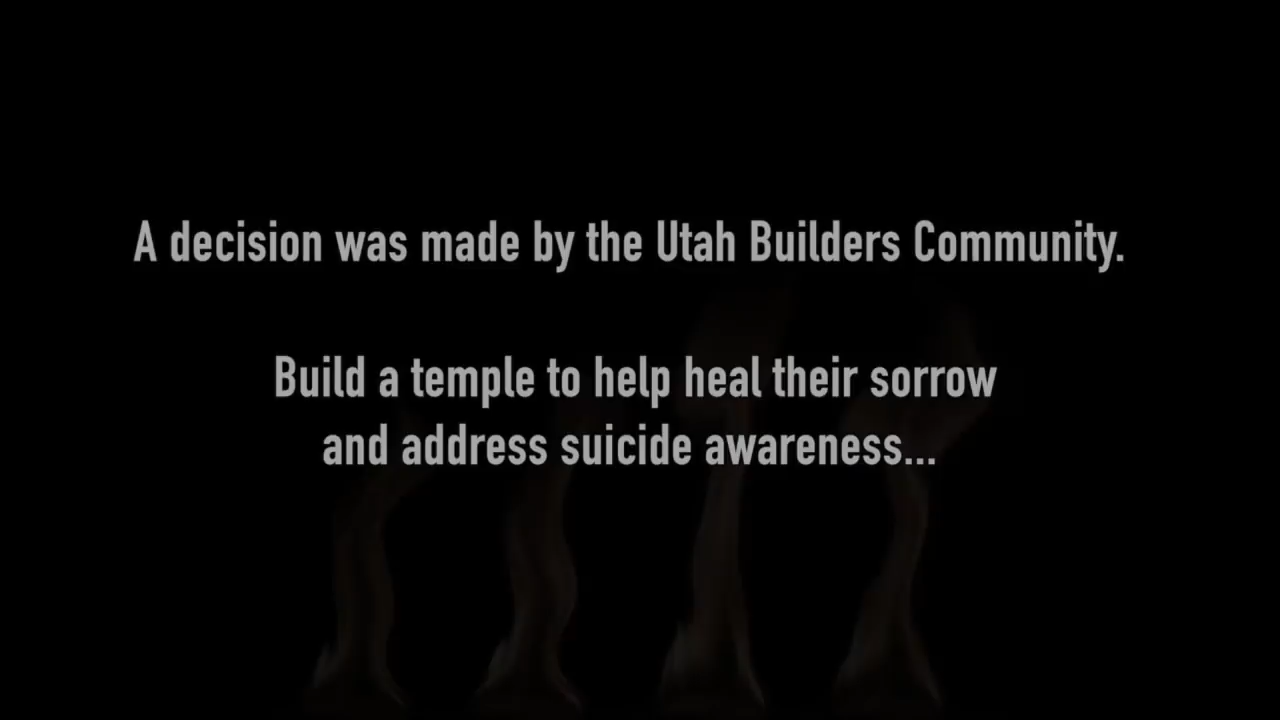 A decision was made by the Utah Builders Community.
Build a temple to help heal their sorrow
and address suicide awareness...